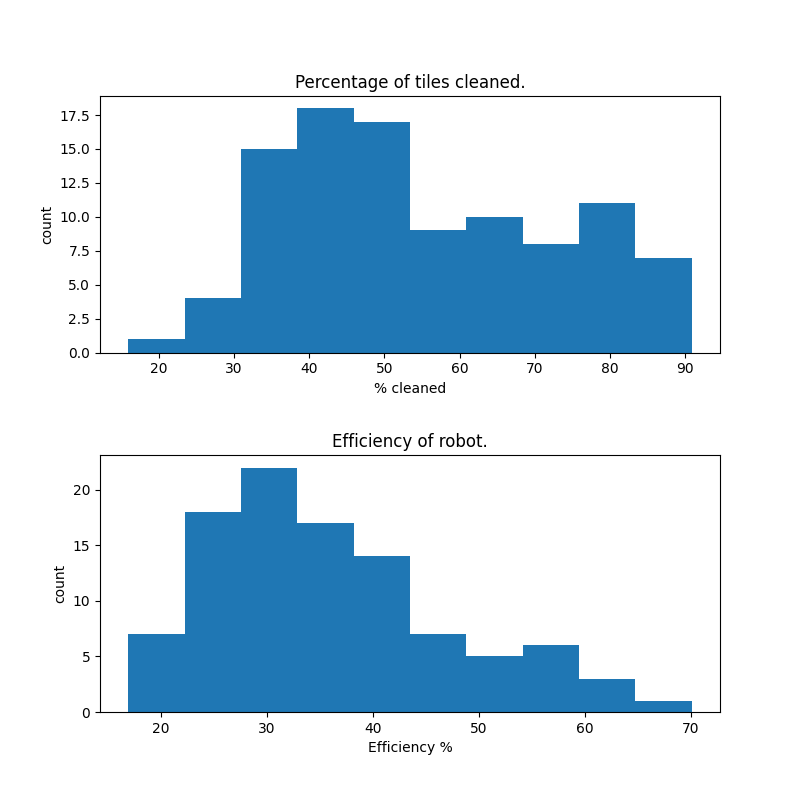 Percentage of tiles cleaned.
17.5
15.0
12.5
10.0
7.5
5.0
2.5
0.0
count
20 30 40 50 60 70 80 90
% cleaned
Efficiency of robot.
20
15
10
5
0
count
20 30 40 50 60 70
Efficiency %